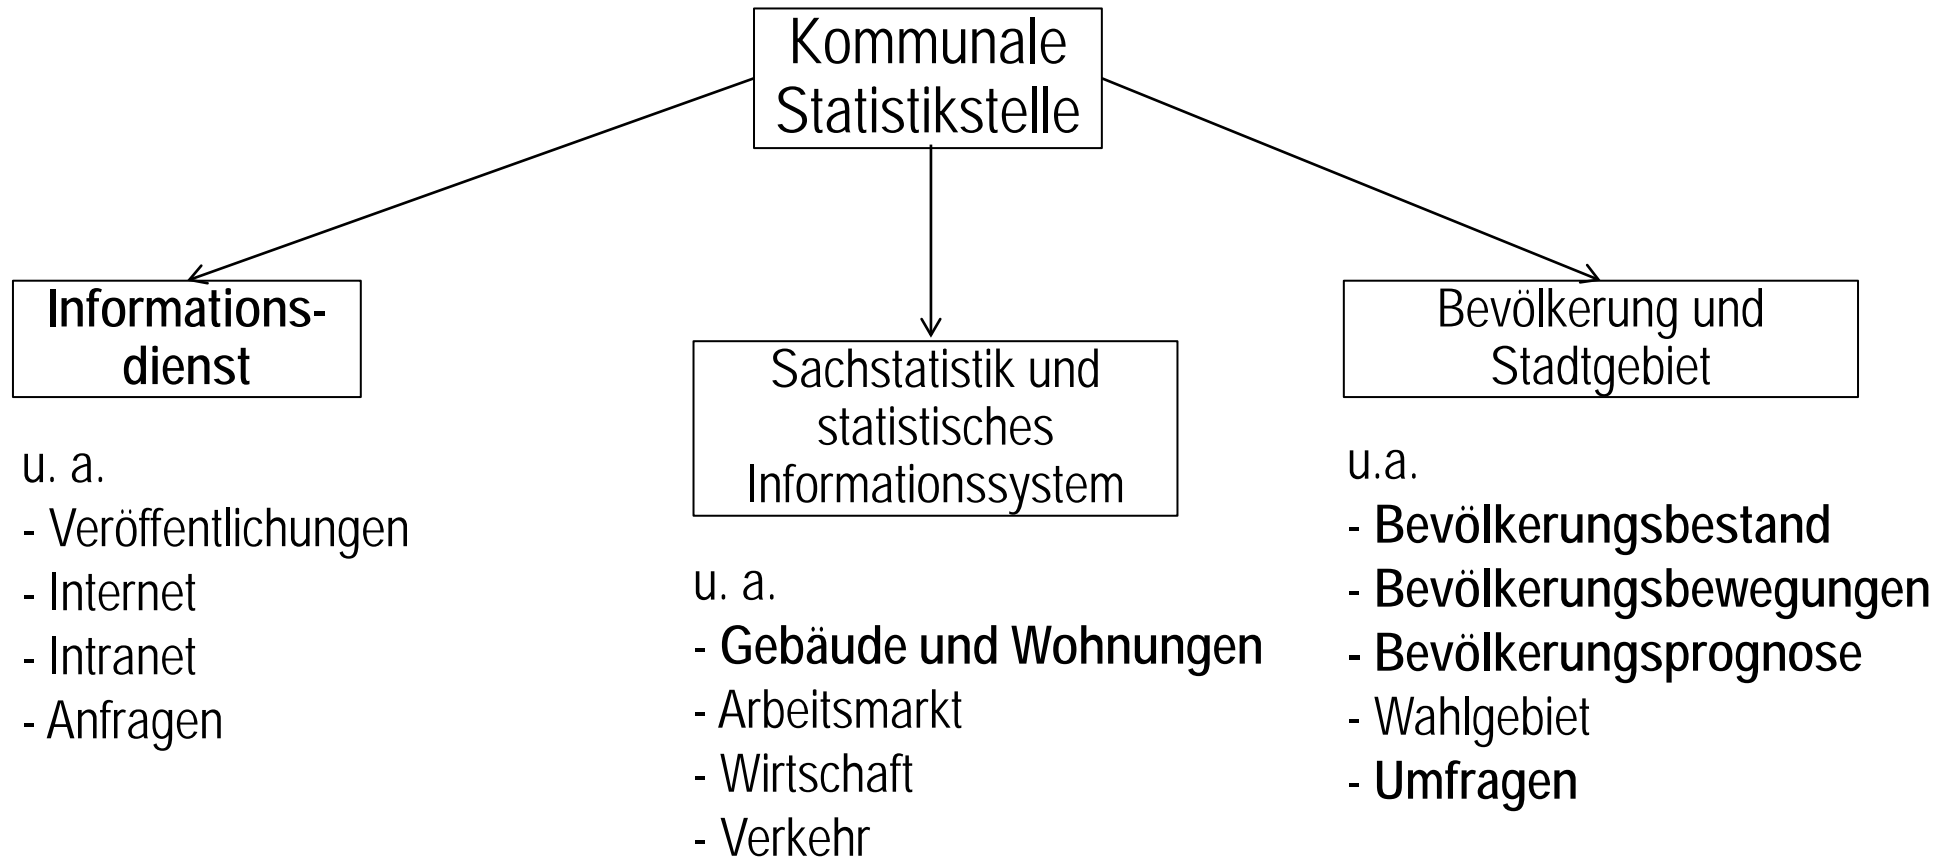 Kommunale
Statistikstelle
Informations-
dienst
u. a.
- Veröffentlichungen
- Internet
- Intranet
- Anfragen
Sachstatistik und
statistisches
Informationssystem
u. a.
- Gebäude und Wohnungen
- Arbeitsmarkt
- Wirtschaft
- Verkehr
Bevölkerung und
Stadtgebiet
u.a.
- Bevölkerungsbestand
- Bevölkerungsbewegungen
- Bevölkerungsprognose
- Wahlgebiet
- Umfragen